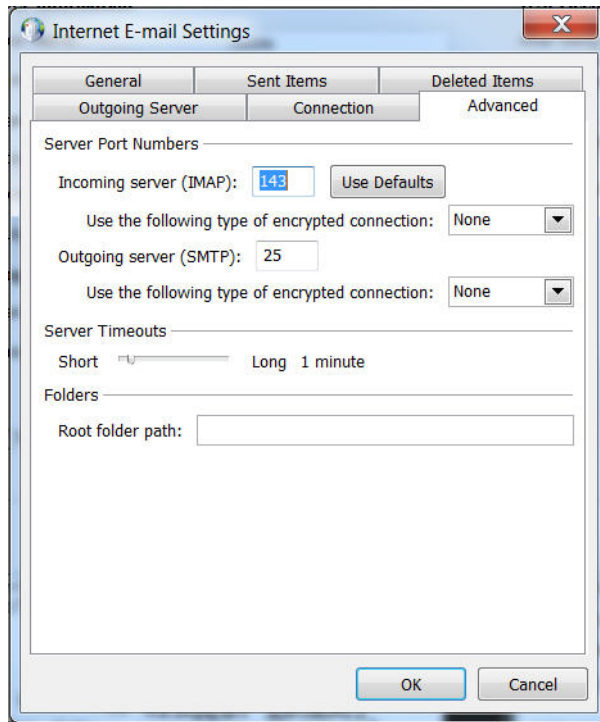 Internet E-mail Settings
General Sent Items Deleted Items
Outgoing Server Connection Advanced
Server Port Numbers
Incoming server (IMAP): 143 Use Defaults
Use the following type of encrypted connection: None
Outgoing server (SMTP): 25
Use the following type of encrypted connection: None
Server Timeouts
Short Long 1 minute
Folders
Root folder path:
OK Cancel